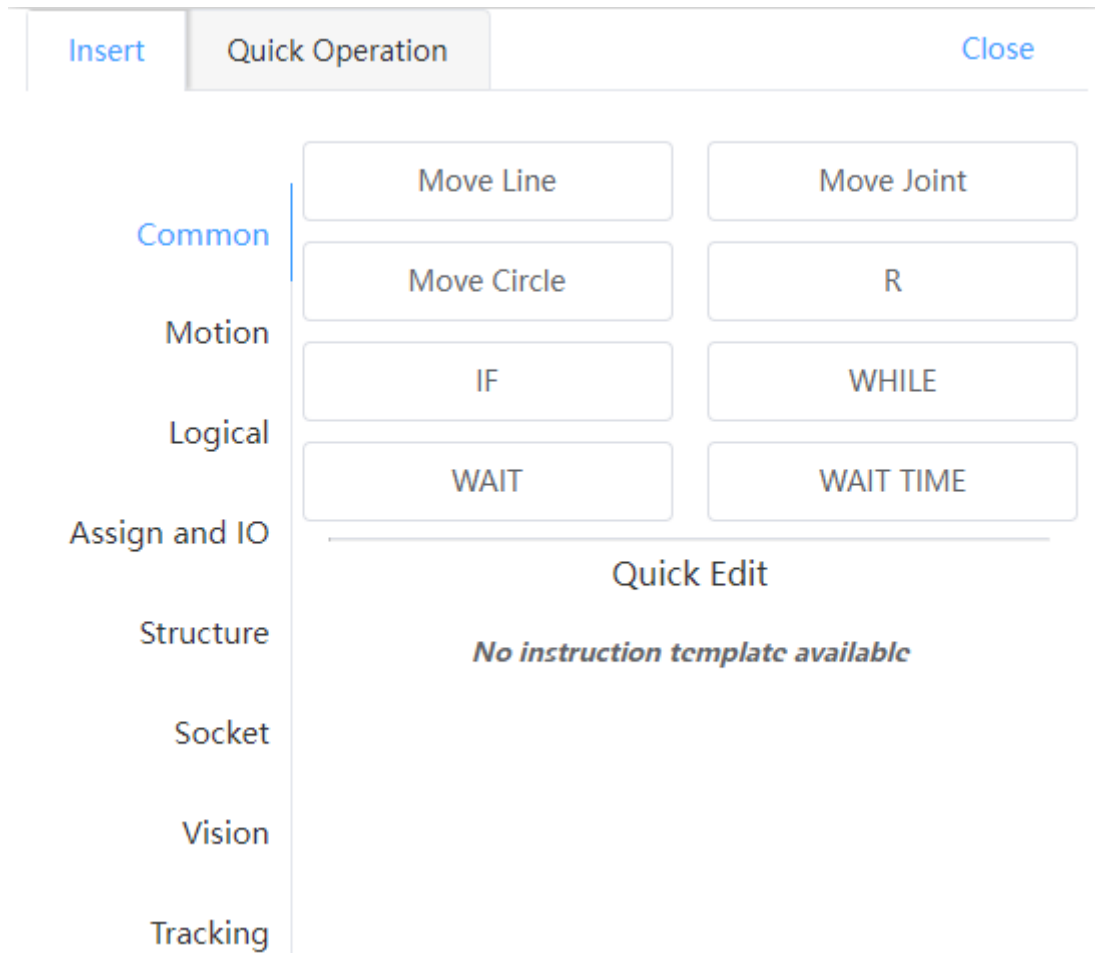 Insert
Quick Operation
Close
Common
Motion
Logical
Assign and IO
Structure
Socket
Vision
Tracking
Move Line
Move Joint
Move Circle
R
IF
WHILE
WAIT
WAIT TIME
Quick Edit
No instruction template available